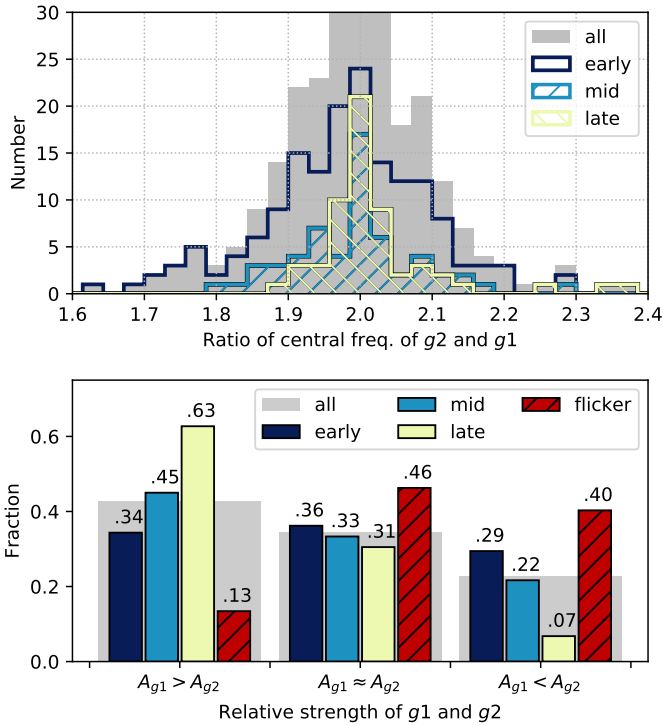 30
25
20
15
10
5
0
Number
all
early
mid
late
1.6 1.7 1.8 1.9 2.0 2.1 2.2 2.3 2.4
Ratio of central freq. of g2 and g1
0.6
0.4
0.2
0.0
Fraction
all mid flicker
early late
.34 .45 .63 .13
.36 .33 .31 .46
.29 .22 .07 .40
A_{g1} > A_{g2} A_{g1} ≈ A_{g2} A_{g1} < A_{g2}
Relative strength of g1 and g2